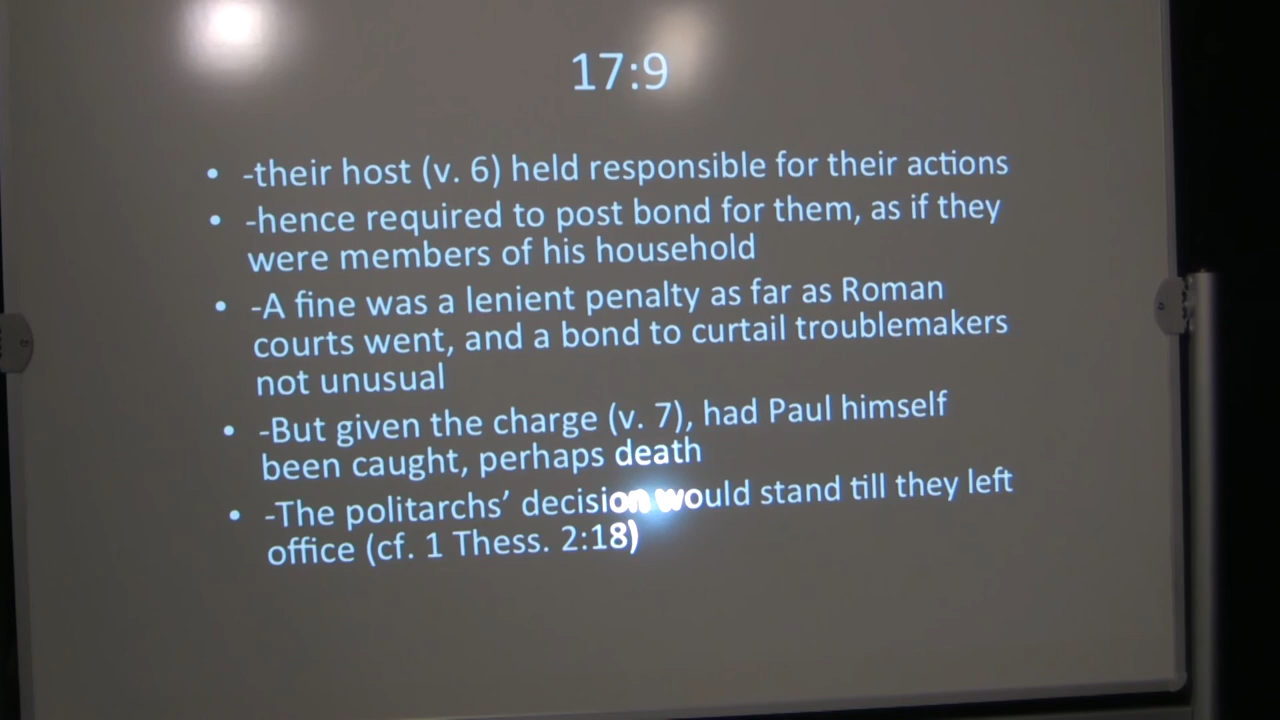 17:9
• -their host (v. 6) held responsible for their actions
• -hence required to post bond for them, as if they
were members of his household
• -A fine was a lenient penalty as far as Roman
courts went, and a bond to curtail troublemakers
not unusual
• -But given the charge (v. 7), had Paul himself
been caught, perhaps death
• -The politarchs’ decision would stand till they left
office (cf. 1 Thess. 2:18)